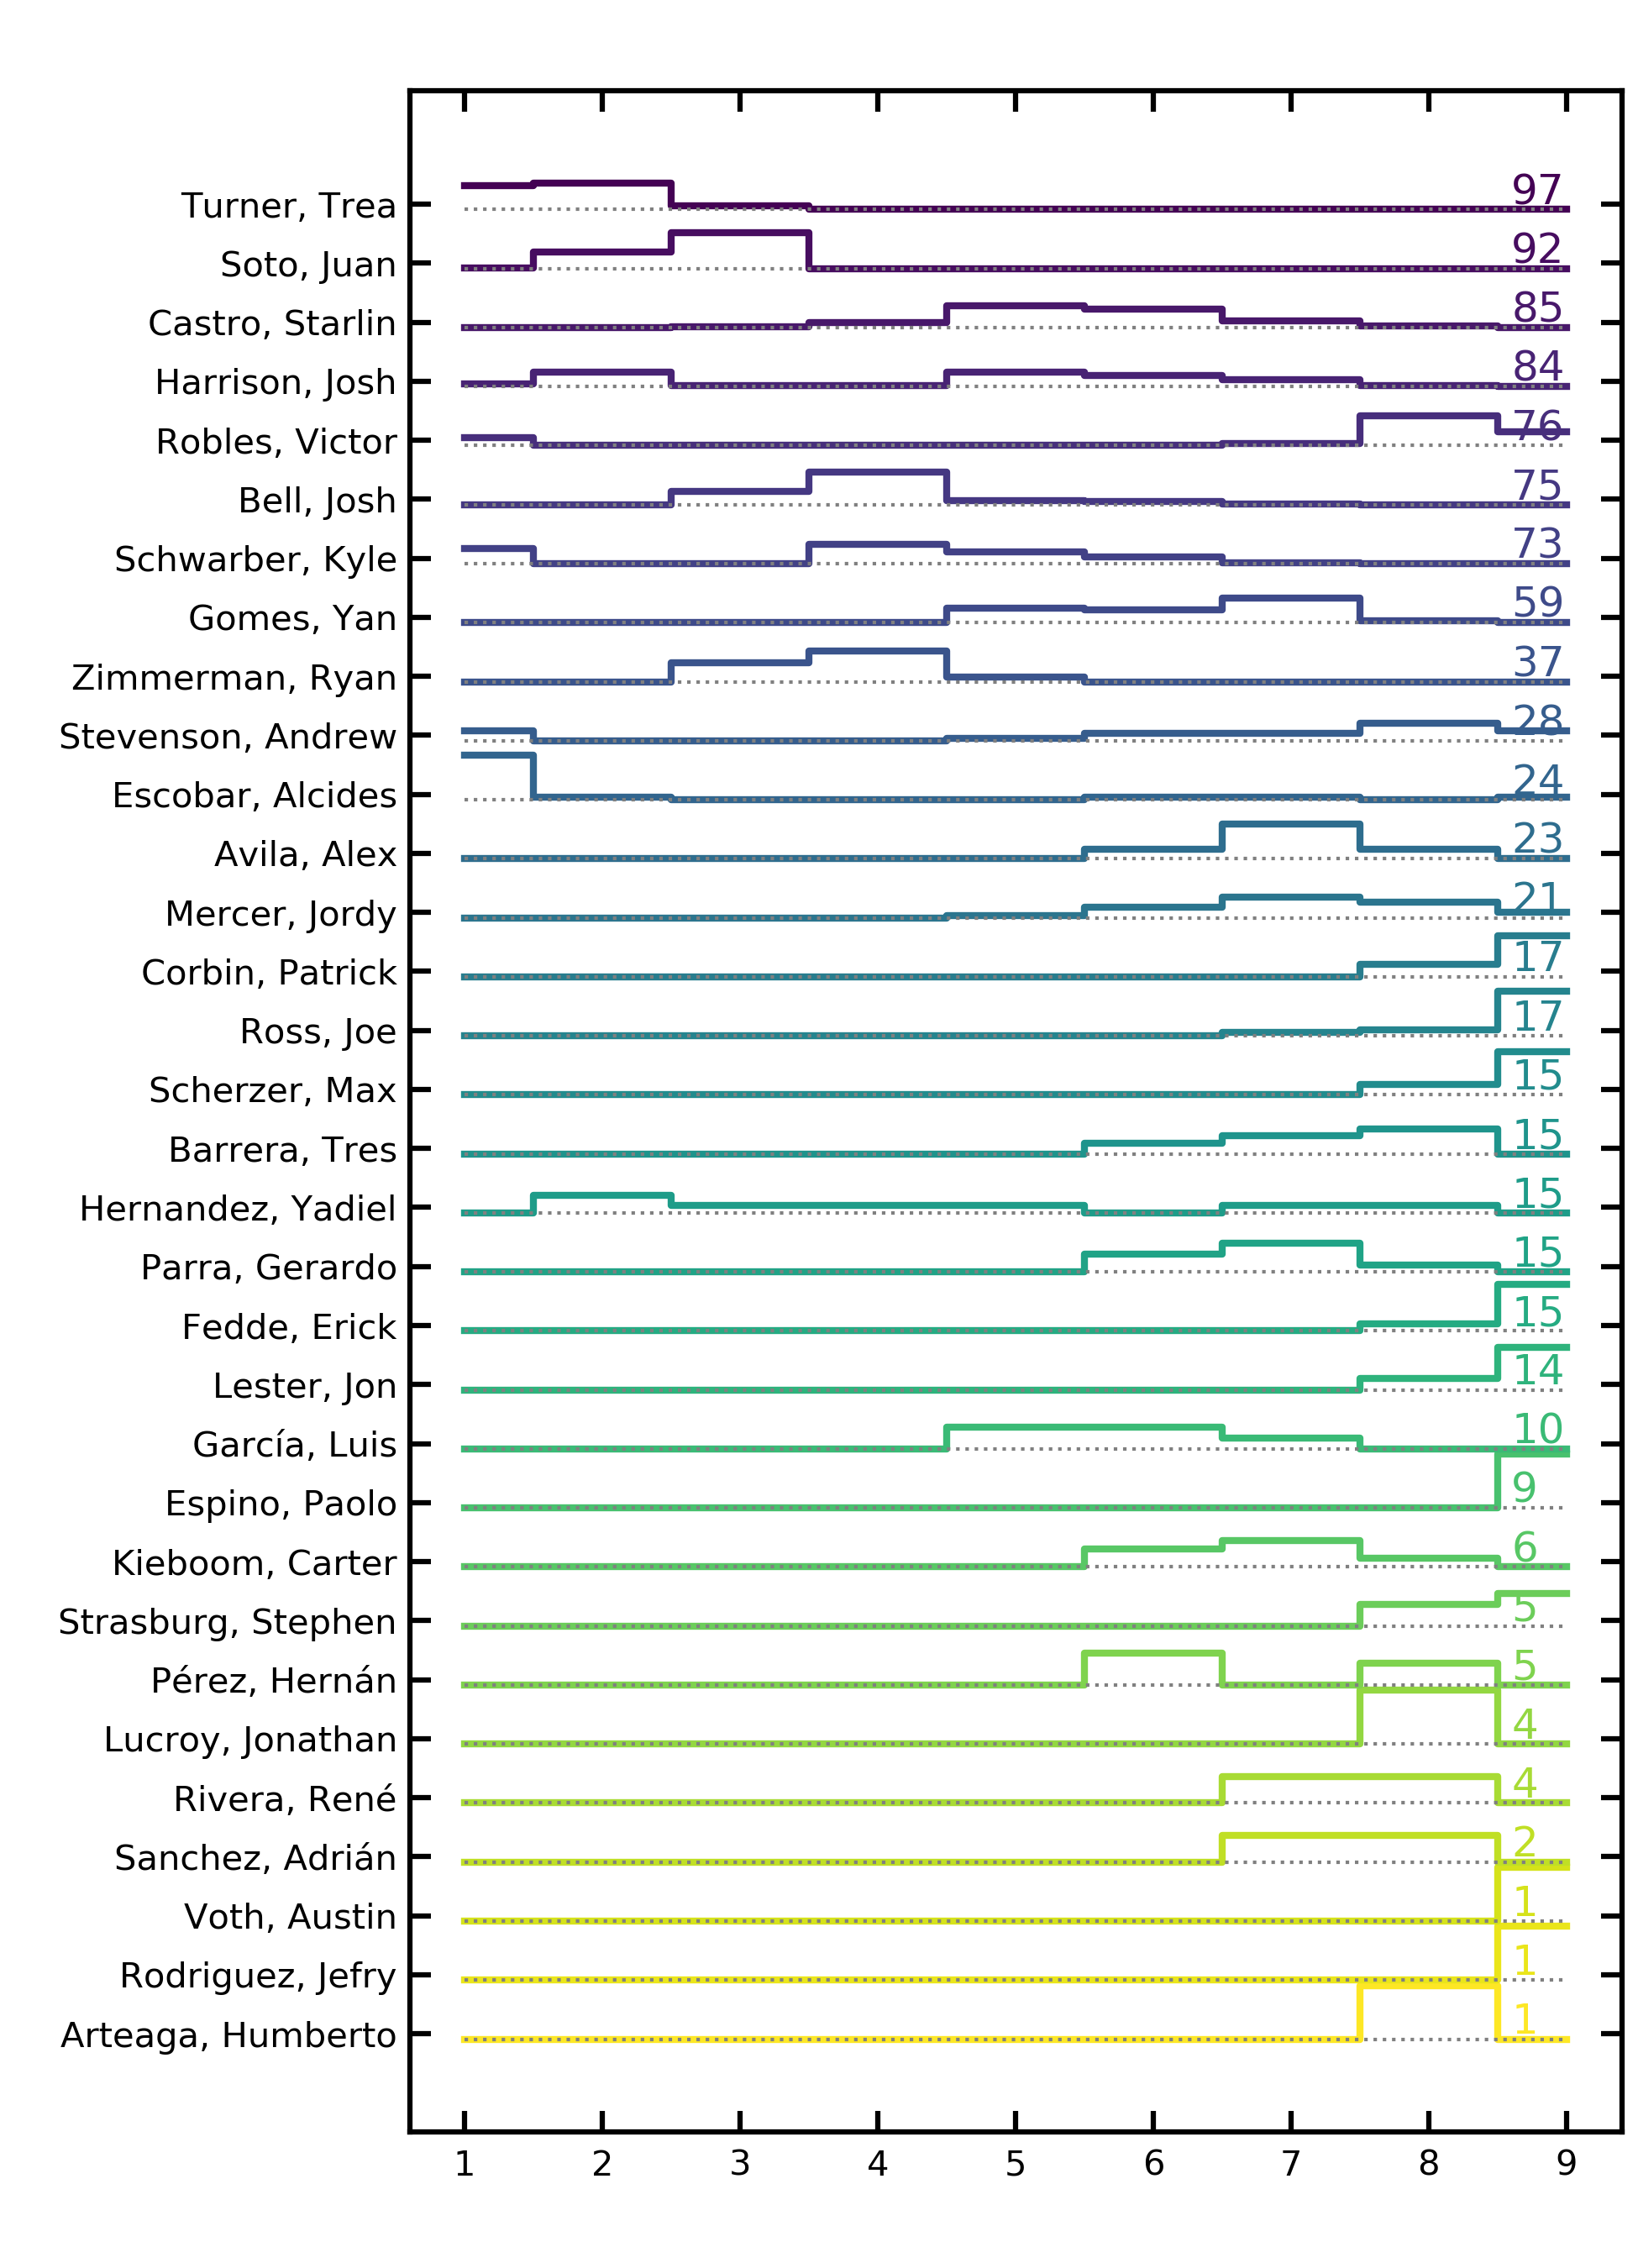 Turner, Trea 97
Soto, Juan 92
Castro, Starlin 85
Harrison, Josh 84
Robles, Victor 76
Bell, Josh 75
Schwarber, Kyle 73
Gomes, Yan 59
Zimmerman, Ryan 37
Stevenson, Andrew 28
Escobar, Alcides 24
Avila, Alex 23
Mercer, Jordy 21
Corbin, Patrick 17
Ross, Joe 17
Scherzer, Max 15
Barrera, Tres 15
Hernandez, Yadiel 15
Parra, Gerardo 15
Fedde, Erick 15
Lester, Jon 14
García, Luis 10
Espino, Paolo 9
Kieboom, Carter 6
Strasburg, Stephen 5
Pérez, Hernán 5
Lucroy, Jonathan 4
Rivera, René 4
Sanchez, Adrián 2
Voth, Austin 1
Rodriguez, Jefry 1
Arteaga, Humberto 1
1 2 3 4 5 6 7 8 9